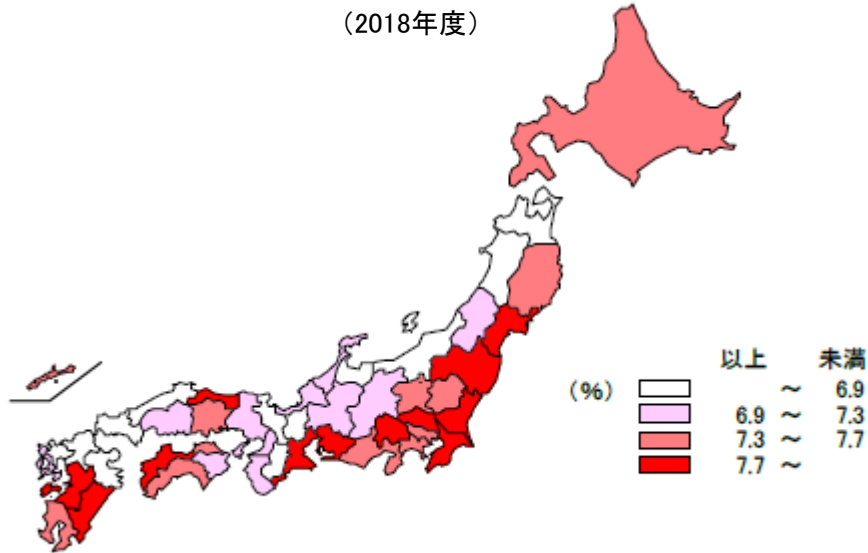 （2018年度）
以上 未満
（%） ～ 6.9
6.9 ～ 7.3
7.3 ～ 7.7
7.7 ～